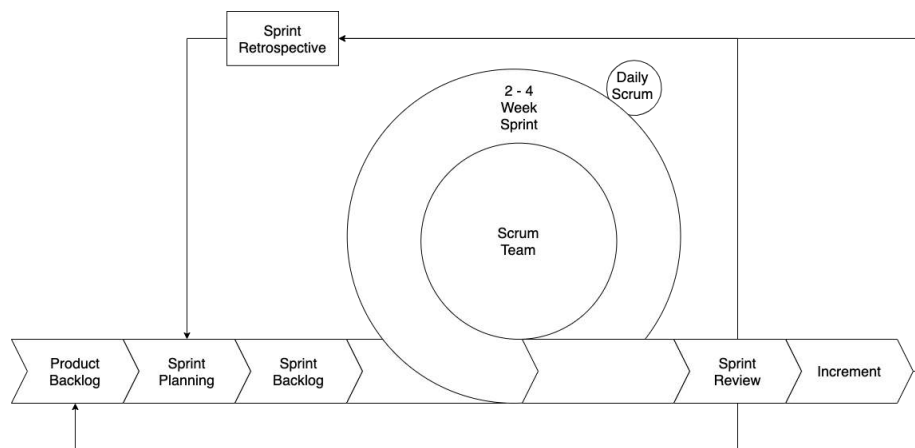 Sprint
Retrospective
Daily
Scrum
2 - 4
Week
Sprint
Scrum
Team
Product
Backlog
Sprint
Planning
Sprint
Backlog
Sprint
Review
Increment